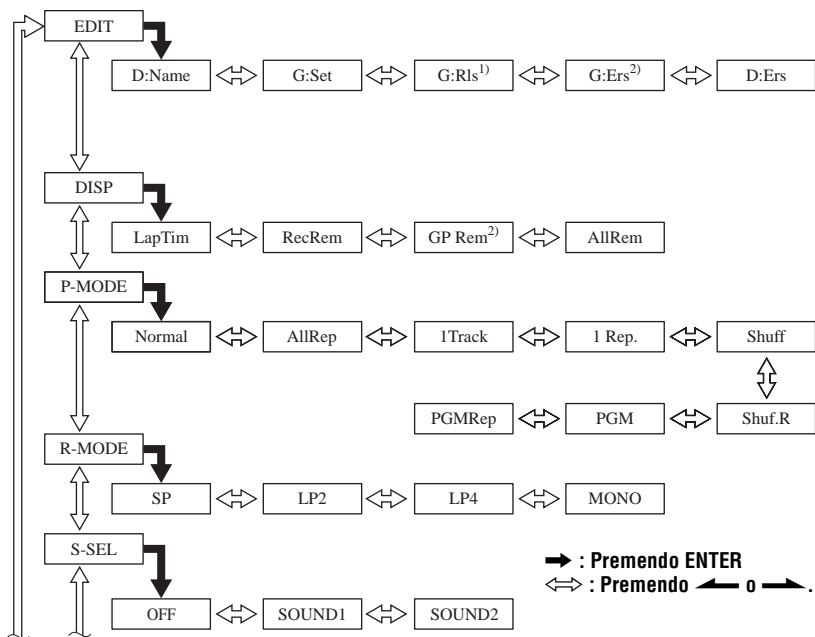 EDIT
D:Name G:Set G:Rls1) G:Ers2) D:Ers
DISP
LapTim RecRem GP Rem2) AllRem
P-MODE
Normal AllRep 1Track 1 Rep. Shuff
PGMRep PGM Shuf.R
R-MODE
SP LP2 LP4 MONO
S-SEL
: Premendo ENTER
: Premendo o .
OFF SOUND1 SOUND2